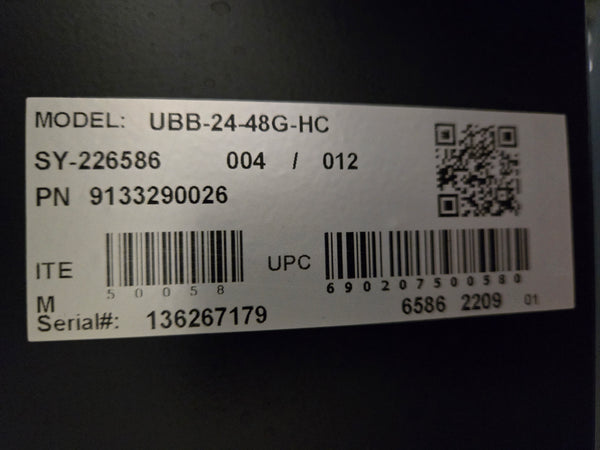 MODEL: UBB-24-48G-HC
SY-226586 004 / 012
PN 9133290026
ITE
M
50058
UPC
690207500580
Serial#: 136267179
6586 2209 01